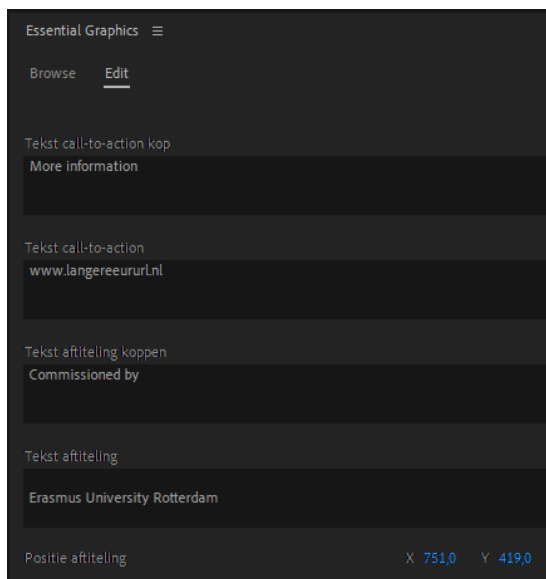 Essential Graphics
Browse Edit
Tekst call-to-action kop
More information
Tekst call-to-action
www.langereeururl.nl
Tekst aftiteling koppen
Commissioned by
Tekst aftiteling
Erasmus University Rotterdam
Positie aftiteling X 751,0 Y 419,0